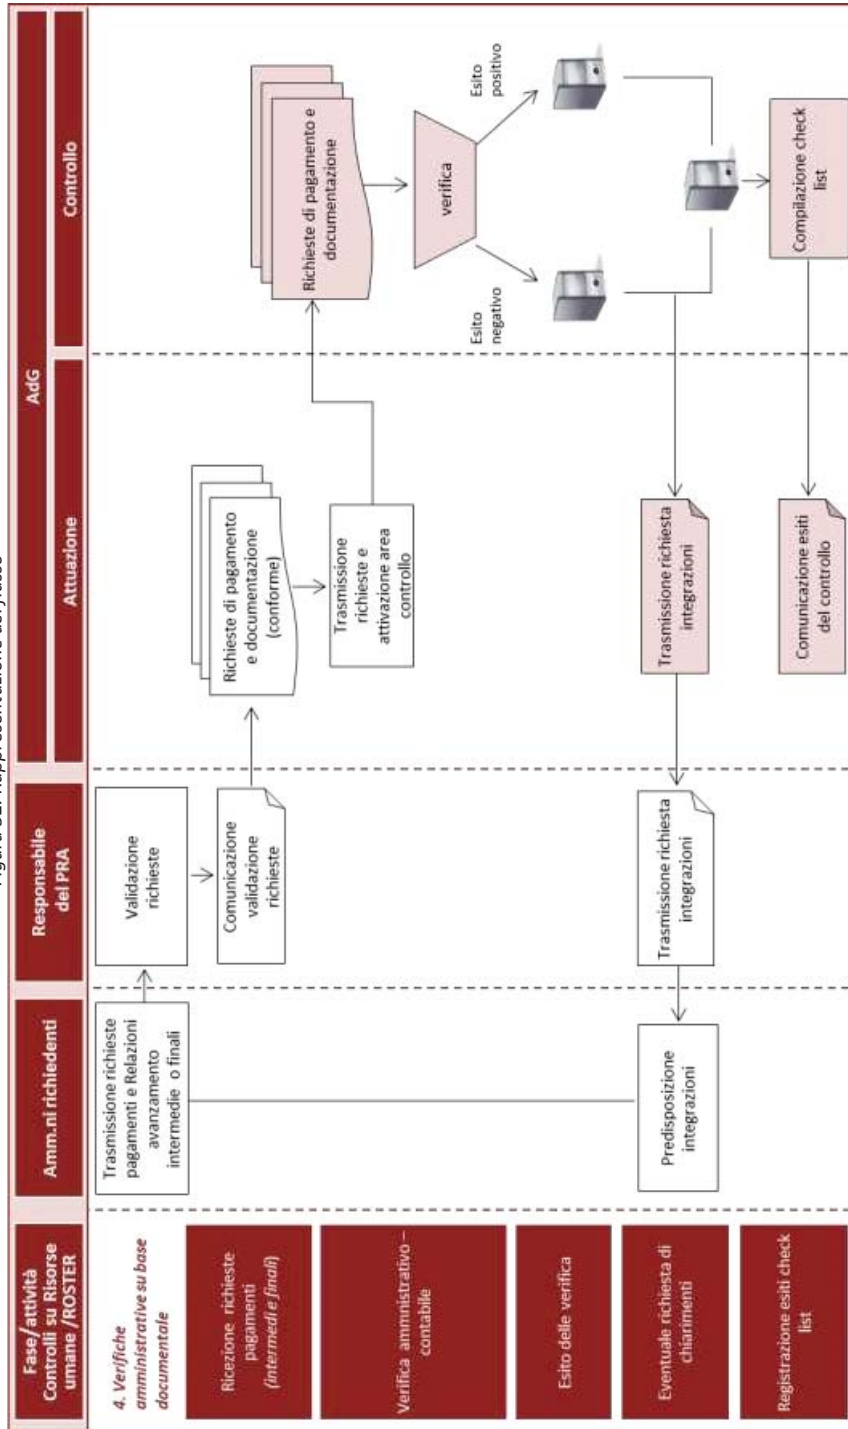 Fase/attività
Controlli su Risorse
umane /ROSTER
Amm.ni richiedenti
Responsabile
del PRA
AdG
Attuazione
Controllo
4. Verifiche
amministrative su base
documentale
Trasmissione richieste
pagamenti e Relazioni
avanzamento
intermedie o finali
Validazione
richieste
Ricezione richieste
pagamenti
(intermedi e finali)
Comunicazione
validazione
richieste
Richieste di pagamento
e documentazione
(conforme)
Richieste di pagamento e
documentazione
Trasmissione
richieste e
attivazione area
controllo
Verifica amministrativo –
contabile
verifica
Esito
negativo
Esito
positivo
Esito delle verifica
Eventuale richiesta di
chiarimenti
Predisposizione
integrazioni
Trasmissione richiesta
integrazioni
Trasmissione richiesta
integrazioni
Registrazione esiti check
list
Comunicazione esiti
del controllo
Compilazione check
list